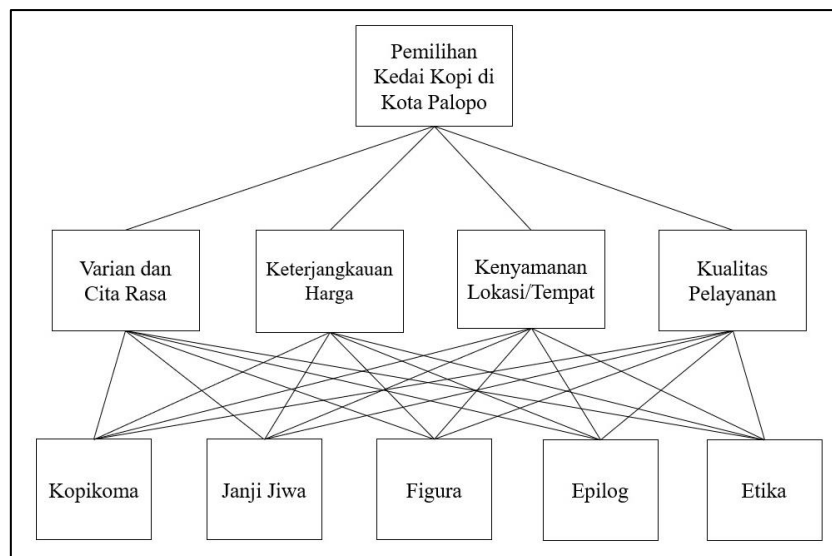 Pemilihan
Kedai Kopi di
Kota Palopo
Varian dan
Cita Rasa
Keterjangkauan
Harga
Kenyamanan
Lokasi/Tempat
Kualitas
Pelayanan
Kopikoma
Janji Jiwa
Figura
Epilog
Etika